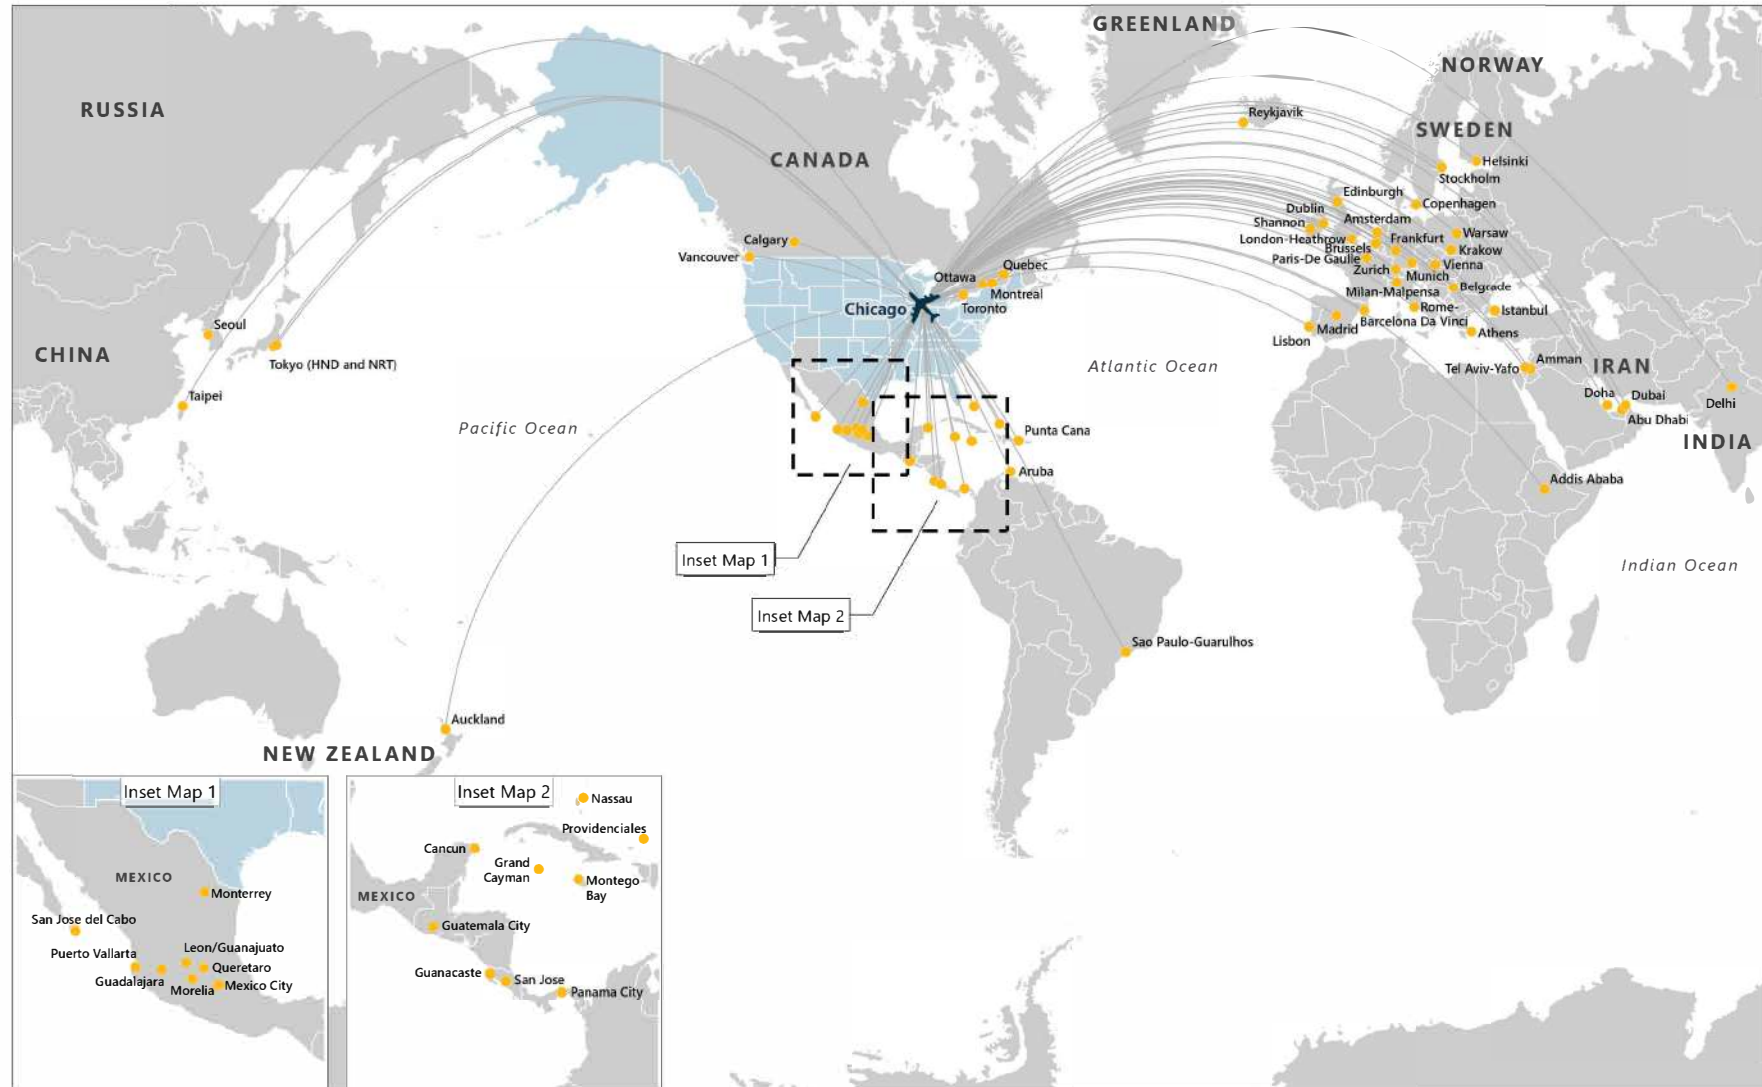 GREENLAND
NORWAY
RUSSIA
Reykjavik
SWEDEN
CANADA
Helsinki
Stockholm
Edinburgh
Copenhagen
Dublin
Amsterdam
Shannon
London-Heathrow
Frankfurt
Warsaw
Calgary
Brussels
Krakow
Vancouver
Paris-De Gaulle
Vienna
Quebec
Zurich
Munich
Ottawa
Belgrade
Montreal
Milan-Malpensa
Chicago
Toronto
Rome-
Istanbul
Barcelona Da Vinci
Seoul
Madrid
Athens
Lisbon
CHINA
Tokyo (HND and NRT)
Atlantic Ocean
Tel Aviv-Yafo
Amman
IRAN
Taipei
Doha
Dubai
Delhi
Abu Dhabi
Pacific Ocean
Punta Cana
INDIA
Aruba
Addis Ababa
Inset Map 1
Indian Ocean
Inset Map 2
Sao Paulo-Guarulhos
Auckland
NEW ZEALAND
Inset Map 1
MEXICO
Monterrey
San Jose del Cabo
Puerto Vallarta
Leon/Guanajuato
Queretaro
Guadalajara
Morelia
Mexico City
Inset Map 2
Nassau
Providenciales
Cancun
Grand
Cayman
Montego
Bay
MEXICO
Guatemala City
Guanacaste
San Jose
Panama City